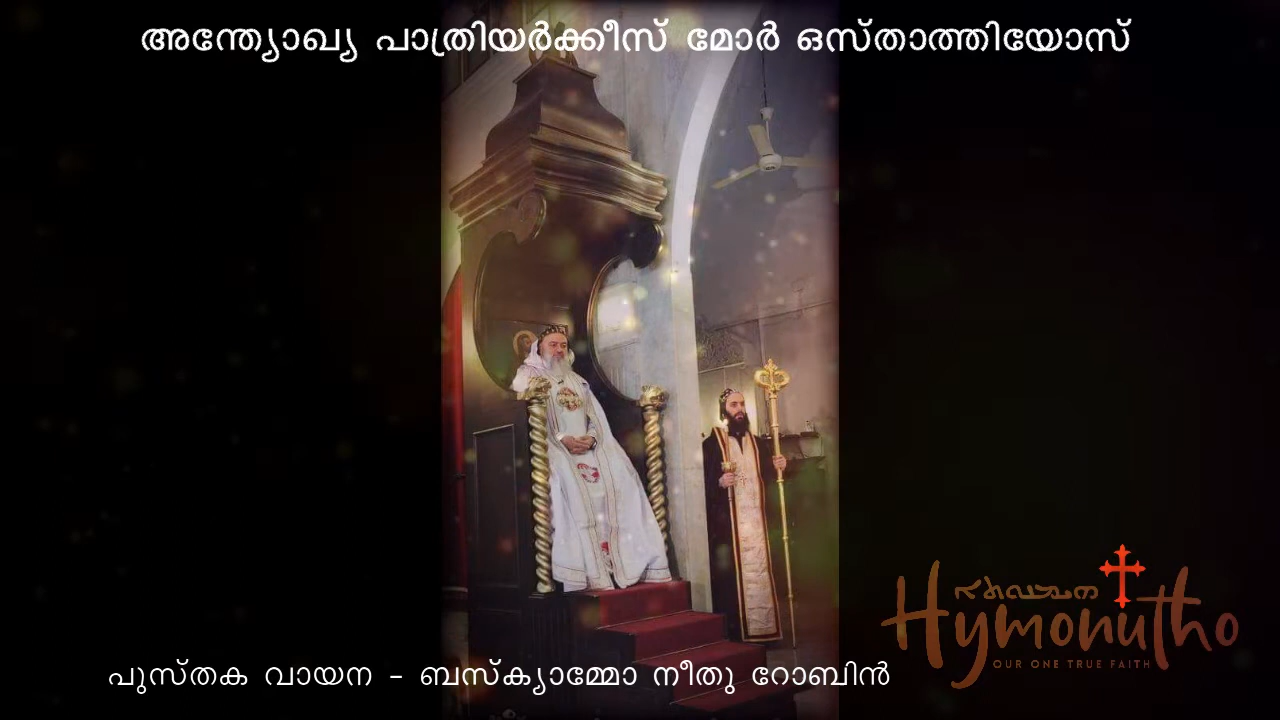 അന്ത്യോഖ്യ പാത്രിയർക്കീസ് മോർ ഒസ്താത്തിയോസ്
Hymonutho
OUR ONE TRUE FAITH
പുസ്തക വായന - ബസ്ക്യാമ്മോ നീതു റോബിൻ